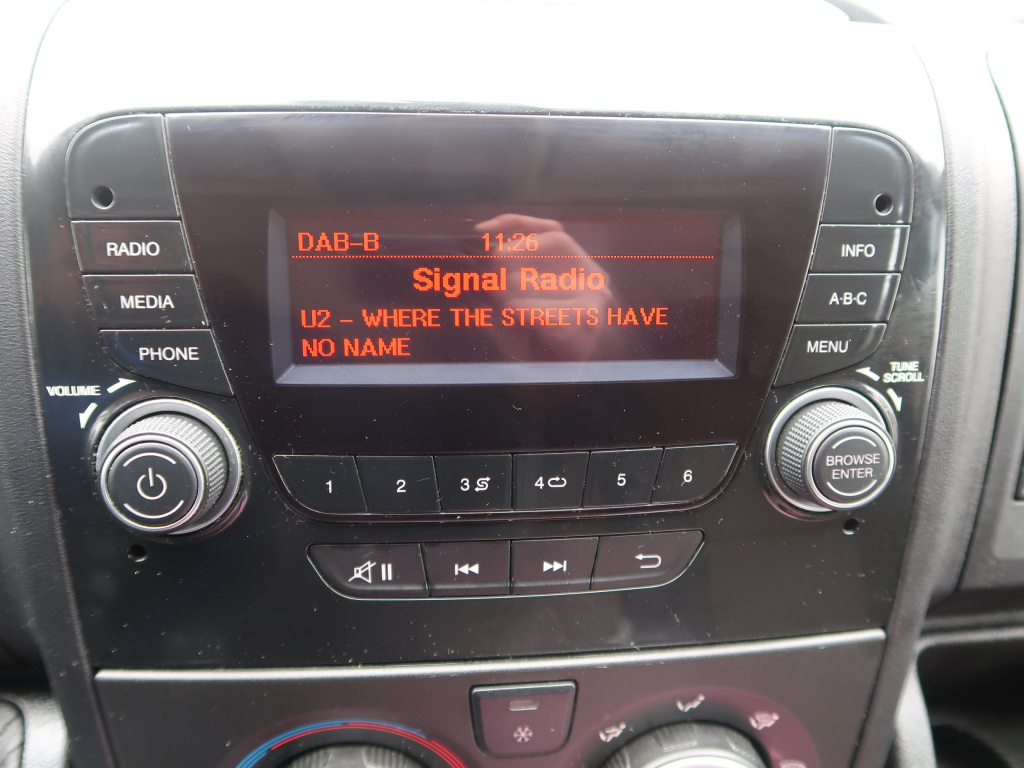 DAB-B 11:26
Signal Radio
U2 - WHERE THE STREETS HAVE
NO NAME
RADIO
MEDIA
PHONE
INFO
A·B·C
MENU
VOLUME
TUNE
SCROLL
BROWSE
ENTER
1 2 3 4 5 6